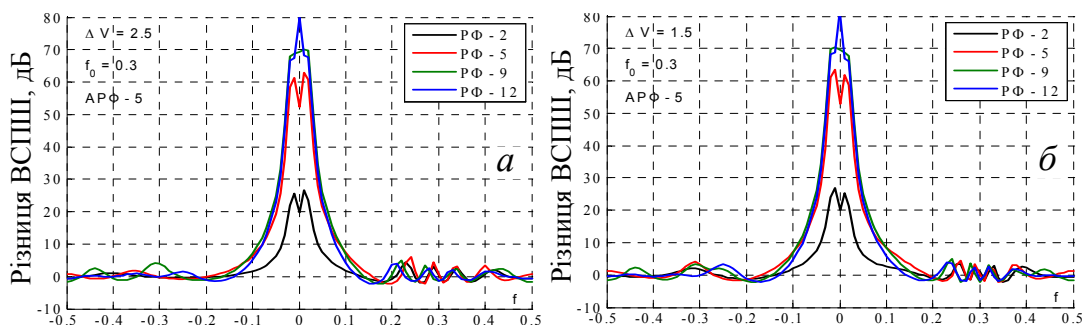 Різниця ВСПШ, дБ
80
70
60
50
40
30
20
10
0
-10
Δ V = 2.5
f0 = 0.3
АРФ - 5
РФ - 2
РФ - 5
РФ - 9
РФ - 12
а
f
-0.5 -0.4 -0.3 -0.2 -0.1 0 0.1 0.2 0.3 0.4 0.5
Різниця ВСПШ, дБ
80
70
60
50
40
30
20
10
0
-10
Δ V = 1.5
f0 = 0.3
АРФ - 5
РФ - 2
РФ - 5
РФ - 9
РФ - 12
б
f
-0.5 -0.4 -0.3 -0.2 -0.1 0 0.1 0.2 0.3 0.4 0.5